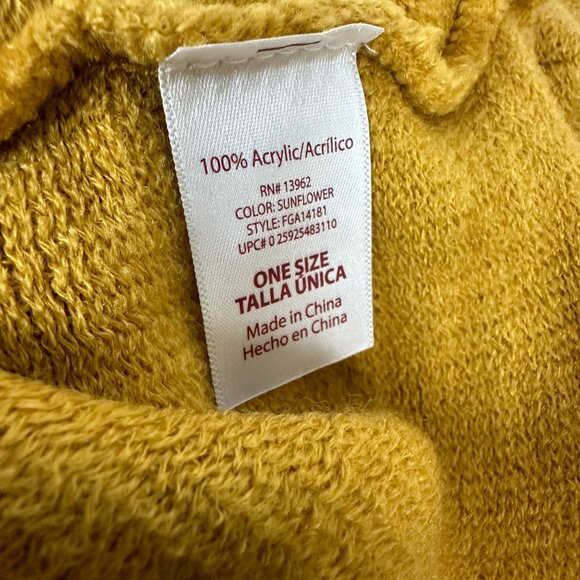 100% Acrylic/Acrílico
RN# 13962
COLOR: SUNFLOWER
STYLE: FGA14181
UPC# 0 25925483110
ONE SIZE
TALLA ÚNICA
Made in China
Hecho en China